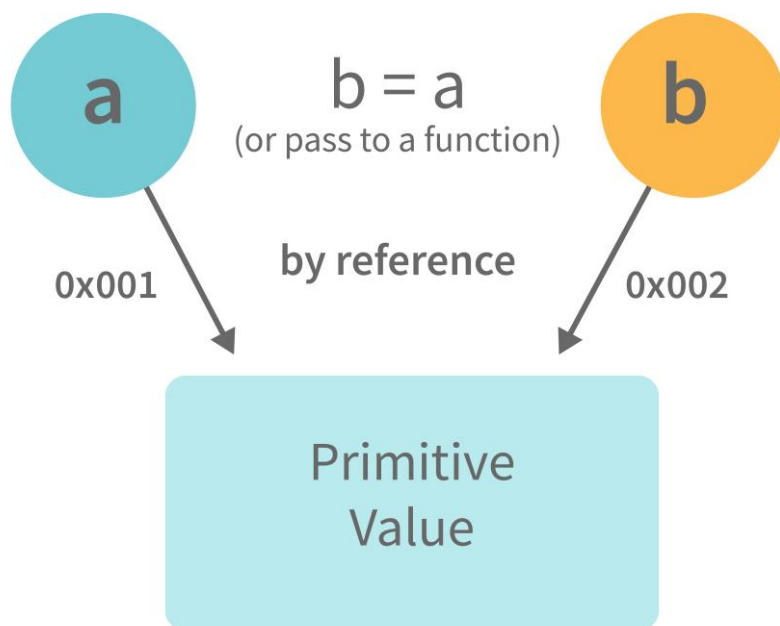 a
b = a
(or pass to a function)
b
by reference
0x001
0x002
Primitive
Value